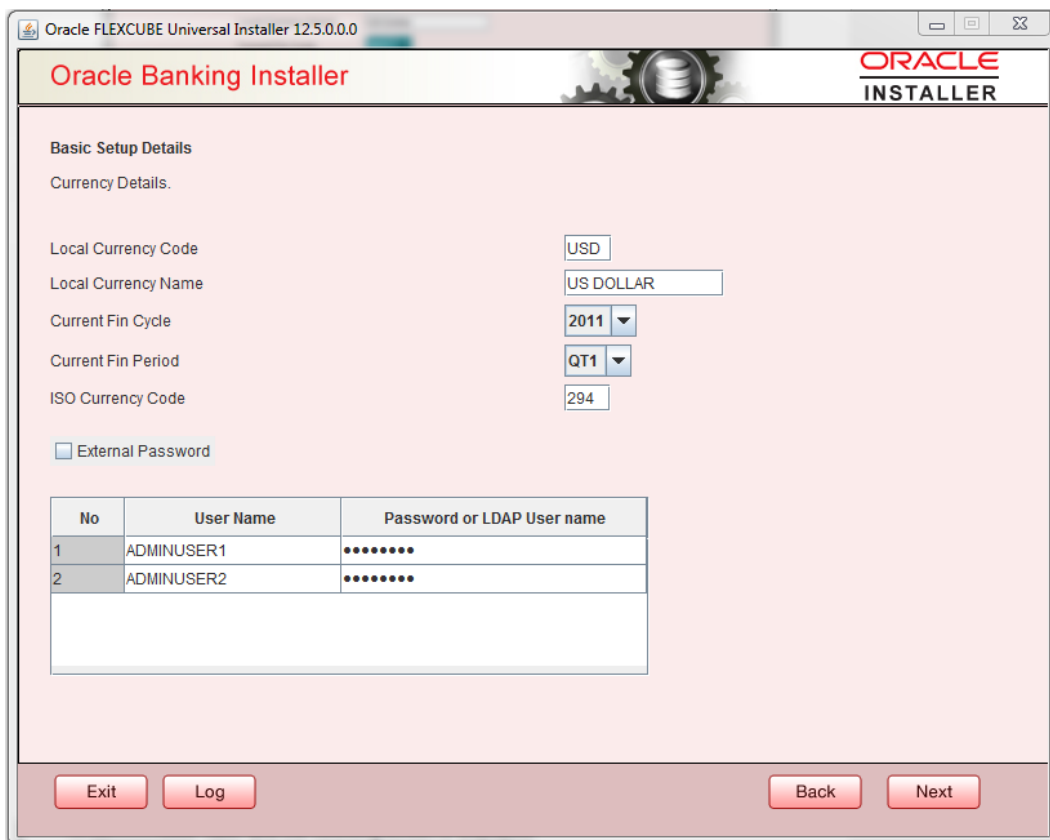 Oracle FLEXCUBE Universal Installer 12.5.0.0.0
Oracle Banking Installer
ORACLE
INSTALLER
Basic Setup Details
Currency Details.
Local Currency Code USD
Local Currency Name US DOLLAR
Current Fin Cycle 2011
Current Fin Period QT1
ISO Currency Code 294
External Password
No User Name Password or LDAP User name
1 ADMINUSER1 ••••••••
2 ADMINUSER2 ••••••••
Exit Log Back Next